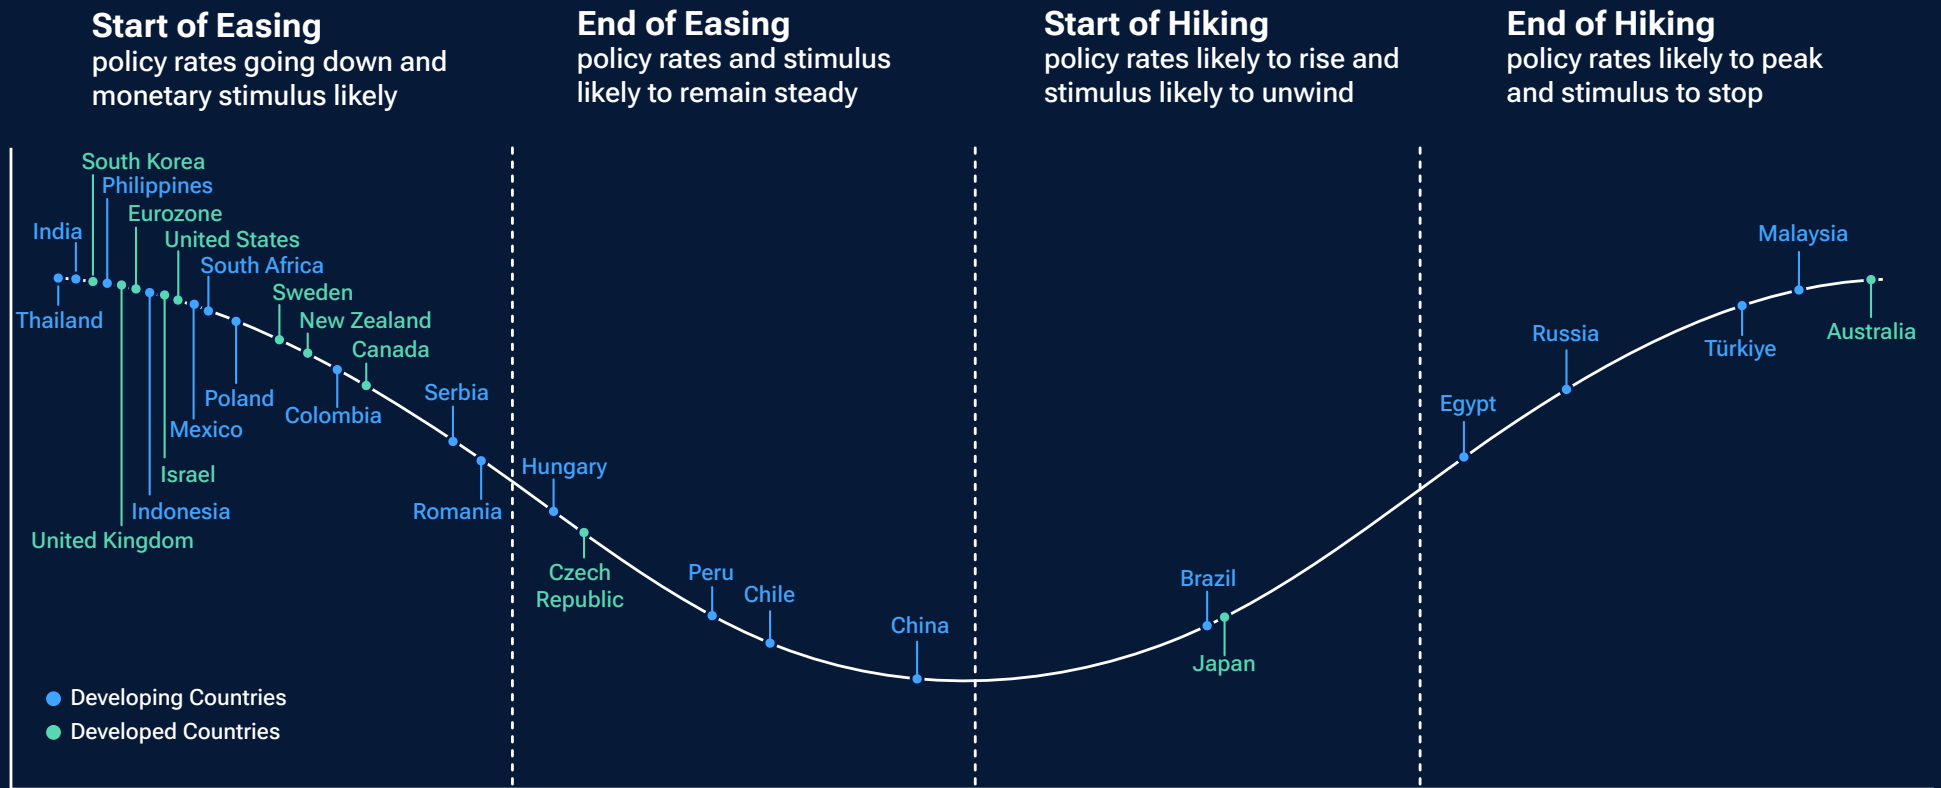 Start of Easing
policy rates going down and
monetary stimulus likely
End of Easing
policy rates and stimulus
likely to remain steady
Start of Hiking
policy rates likely to rise and
stimulus likely to unwind
End of Hiking
policy rates likely to peak
and stimulus to stop
South Korea
Philippines
Eurozone
India
United States
South Africa
Sweden
Thailand
New Zealand
Canada
Poland
Colombia
Mexico
Serbia
Israel
Indonesia
Romania
United Kingdom
Hungary
Czech
Republic
Peru
Chile
China
Brazil
Japan
Egypt
Russia
Türkiye
Malaysia
Australia
Developing Countries
Developed Countries